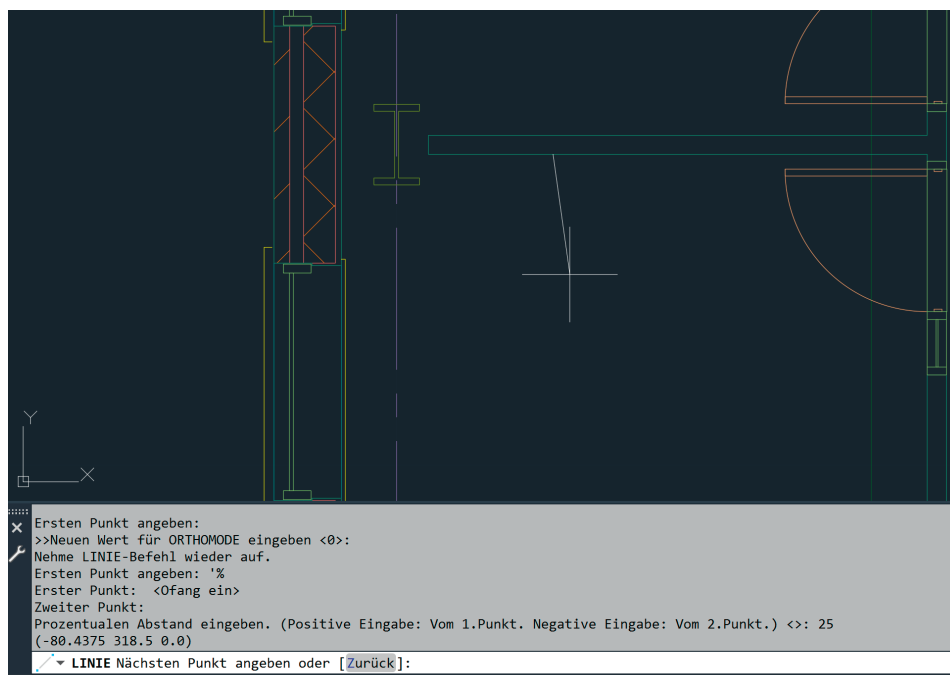 Y
X
Ersten Punkt angeben:
>>Neuen Wert für ORTHOMODE eingeben <0>:
Nehme LINIE-Befehl wieder auf.
Ersten Punkt angeben: '%
Erster Punkt:  <Ofang ein>
Zweiter Punkt:
Prozentualen Abstand eingeben. (Positive Eingabe: Vom 1.Punkt. Negative Eingabe: Vom 2.Punkt.) <>: 25
(-80.4375 318.5 0.0)
LINIE Nächsten Punkt angeben oder [Zurück]: